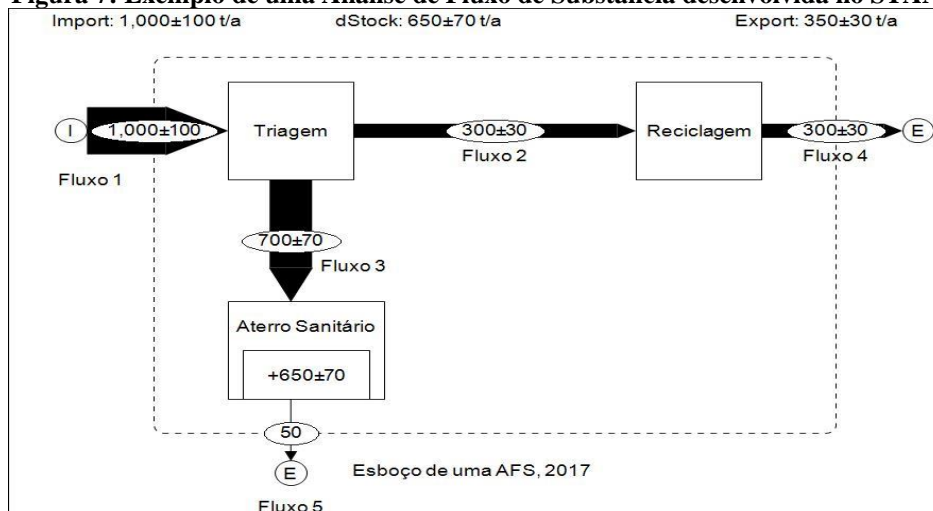 Figura 7: Exemplo de uma Análise de Fluxo de Substância desenvolvida no
Import: 1,000±100 t/a dStock: 650±70 t/a Export: 350±30 t/a
I 1,000±100 Triagem 300±30 Reciclagem 300±30 E
Fluxo 1 Fluxo 2 Fluxo 4
700±70
Fluxo 3
Aterro Sanitário
+650±70
50
E Esboço de uma AFS, 2017
Fluxo 5